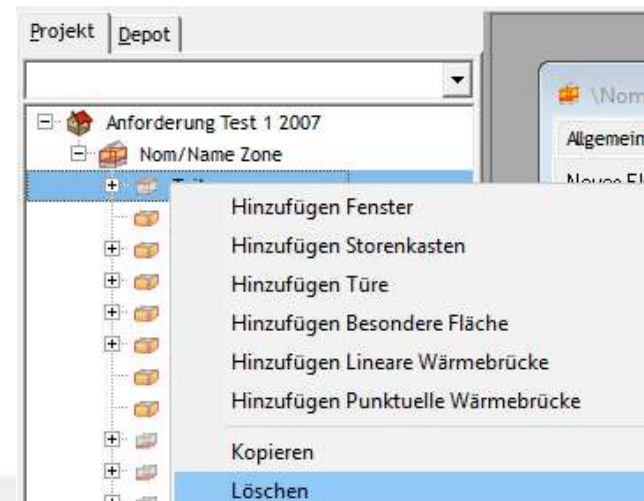 Projekt Depot
Anforderung Test 1 2007
\Nom
Nom/Name Zone
Allgemein
Hinzufügen Fenster
Hinzufügen Storenkasten
Hinzufügen Türe
Hinzufügen Besondere Fläche
Hinzufügen Lineare Wärmebrücke
Hinzufügen Punktuelle Wärmebrücke
Kopieren
Löschen